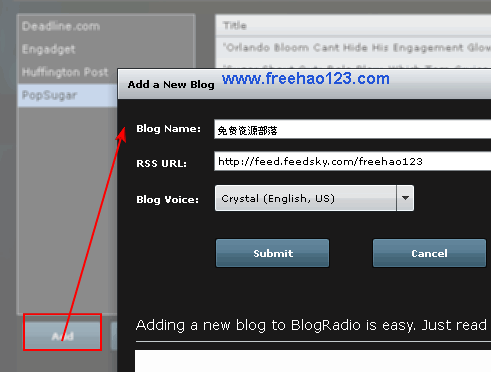 Deadline.com
Engadget
Huffington Post
PopSugar
Title
'Orlando Bloom Cant Hide His Engagement Glow
Add a New Blog
www.freehao123.com
Blog Name:
免费资源部落
RSS URL:
http://feed.feedsky.com/freehao123
Blog Voice:
Crystal (English, US)
Submit
Cancel
Add
Adding a new blog to BlogRadio is easy. Just read